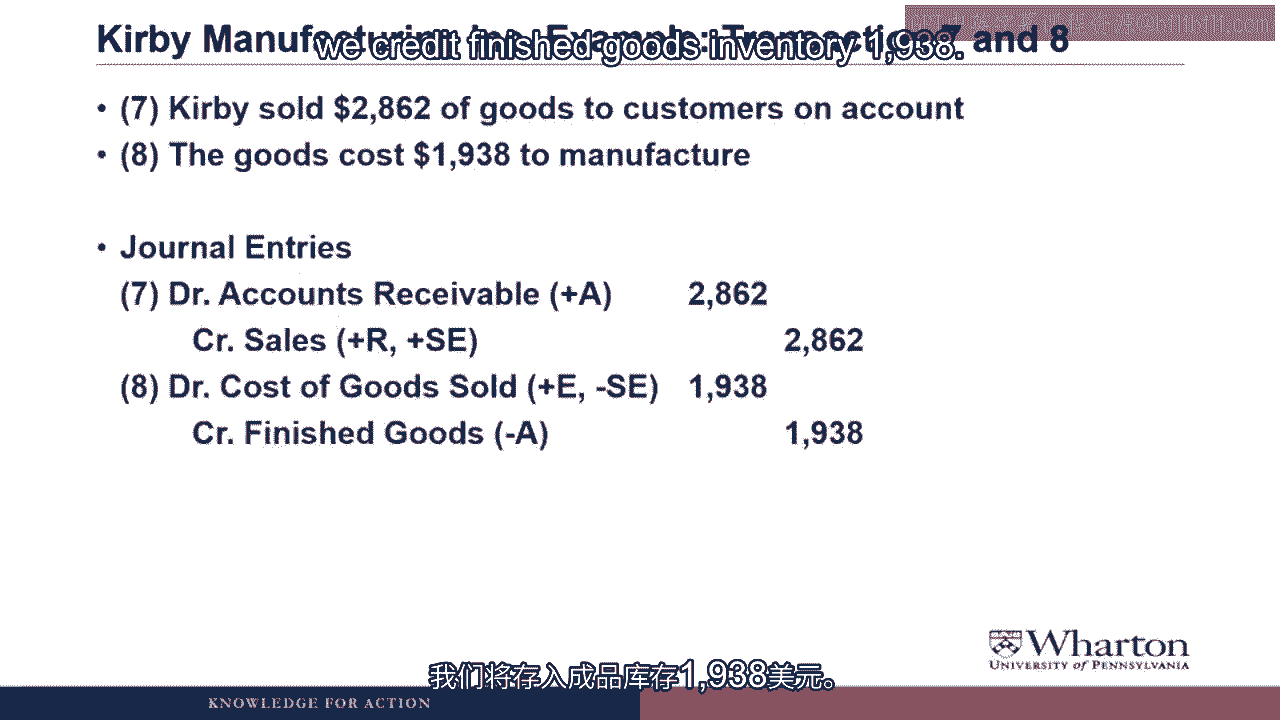 Kirby Manufacturing Inc. Example: Transaction 7 and 8
we credit finished goods inventory 1,938.
• (7) Kirby sold $2,862 of goods to customers on account
• (8) The goods cost $1,938 to manufacture
• Journal Entries
(7) Dr. Accounts Receivable (+A) 2,862
Cr. Sales (+R, +SE) 2,862
(8) Dr. Cost of Goods Sold (+E, -SE) 1,938
Cr. Finished Goods (-A) 1,938
Wharton
UNIVERSITY of PENNSYLVANIA
我们将存入成品库存1,938美元。
KNOWLEDGE FOR ACTION